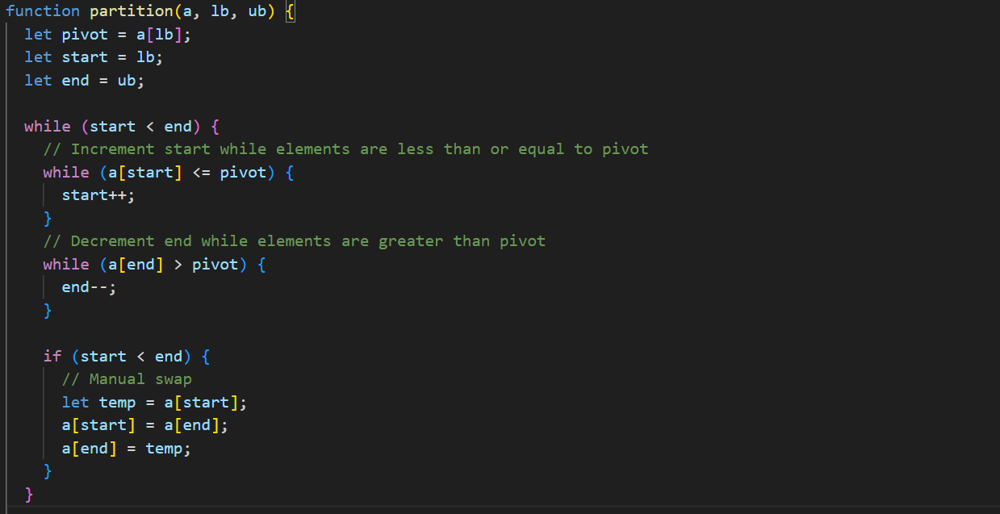 function partition(a, lb, ub) {
  let pivot = a[lb];
  let start = lb;
  let end = ub;

  while (start < end) {
    // Increment start while elements are less than or equal to pivot
    while (a[start] <= pivot) {
      start++;
    }
    // Decrement end while elements are greater than pivot
    while (a[end] > pivot) {
      end--;
    }

    if (start < end) {
      // Manual swap
      let temp = a[start];
      a[start] = a[end];
      a[end] = temp;
    }
  }